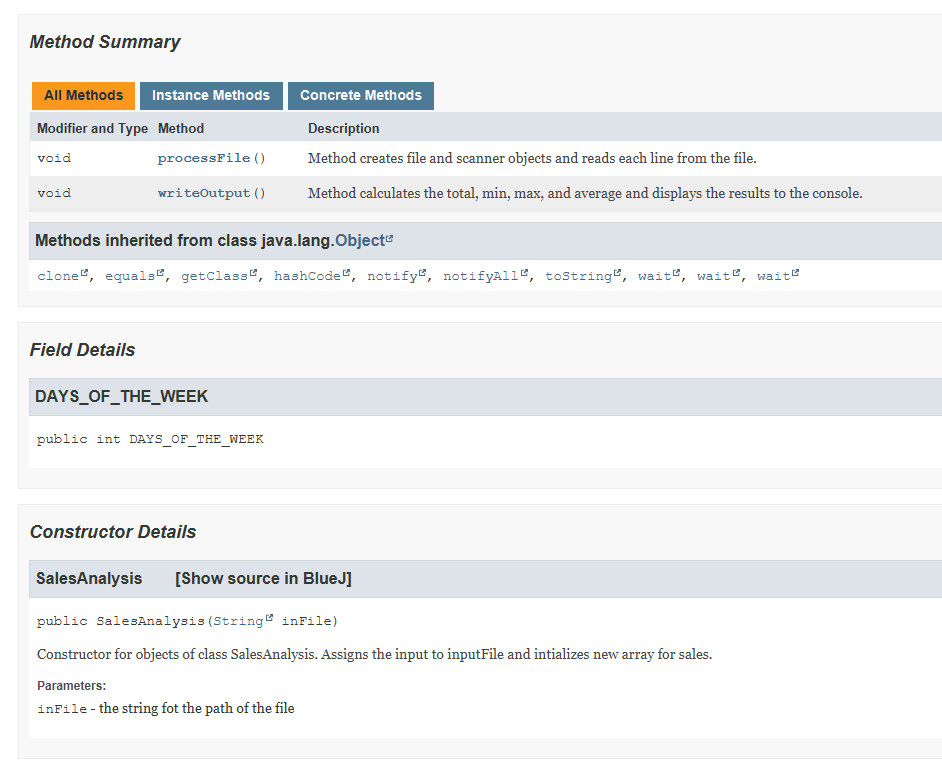 Method Summary
All Methods Instance Methods Concrete Methods
Modifier and Type Method Description
void processFile() Method creates file and scanner objects and reads each line from the file.
void writeOutput() Method calculates the total, min, max, and average and displays the results to the console.
Methods inherited from class java.lang.Object
clone, equals, getClass, hashCode, notify, notifyAll, toString, wait, wait, wait
Field Details
DAYS_OF_THE_WEEK
public int DAYS_OF_THE_WEEK
Constructor Details
SalesAnalysis [Show source in BlueJ]
public SalesAnalysis(String inFile)
Constructor for objects of class SalesAnalysis. Assigns the input to inputFile and intializes new array for sales.
Parameters:
inFile - the string fot the path of the file